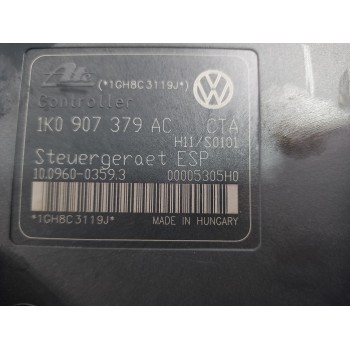 Ate (*1GH8C3119J*)
Controller
1K0 907 379 AC CTA
H11/S0101
Steuergeraet ESP
10.0960-0359.3 00005305H0
*1GH8C3119J* MADE IN HUNGARY